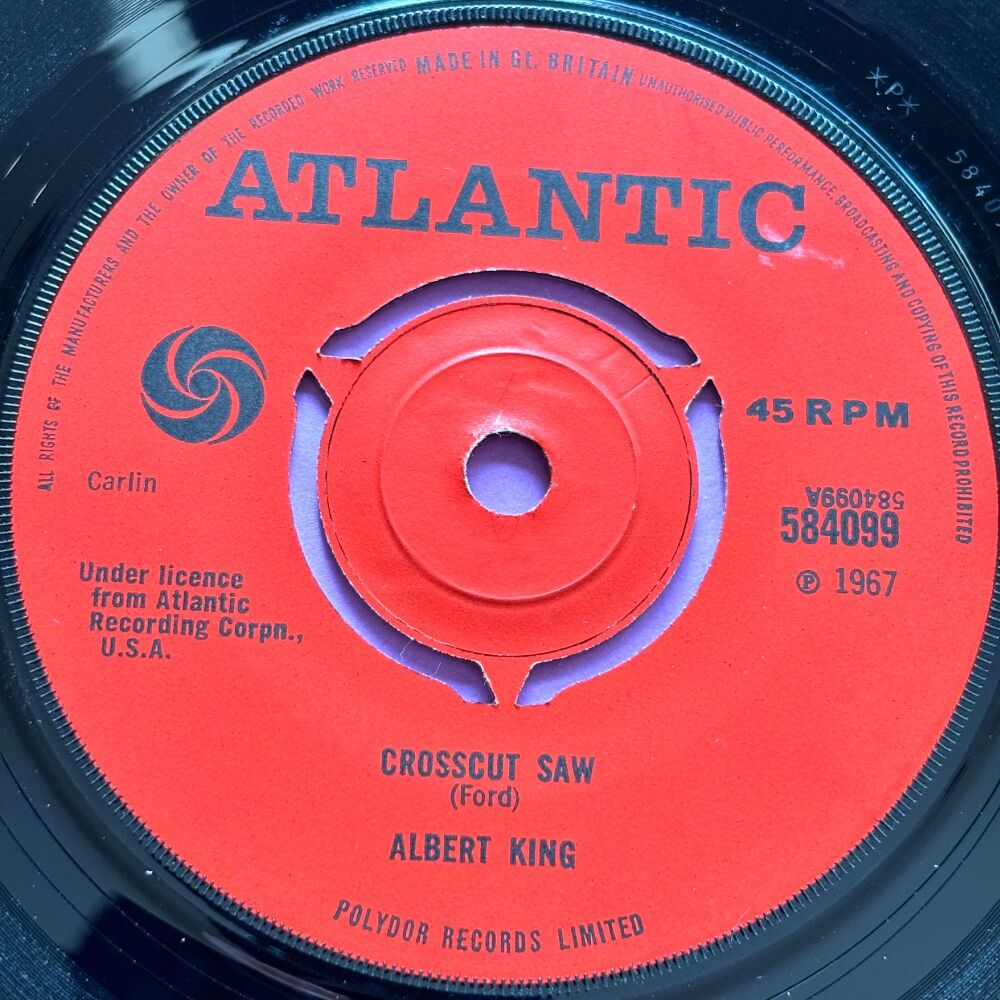 ALL RIGHTS OF THE MANUFACTURERS AND THE OWNER OF THE RECORDED WORK RESERVED MADE IN Gt. BRITAIN UNAUTHORISED PUBLIC PERFORMANCE, BROADCASTING AND COPYING OF THIS RECORD PROHIBITED
*P* 5840
ATLANTIC
45 RPM
Carlin
584099A
584099
℗ 1967
Under licence
from Atlantic
Recording Corpn.,
U.S.A.
CROSSCUT SAW
(Ford)
ALBERT KING
POLYDOR RECORDS LIMITED